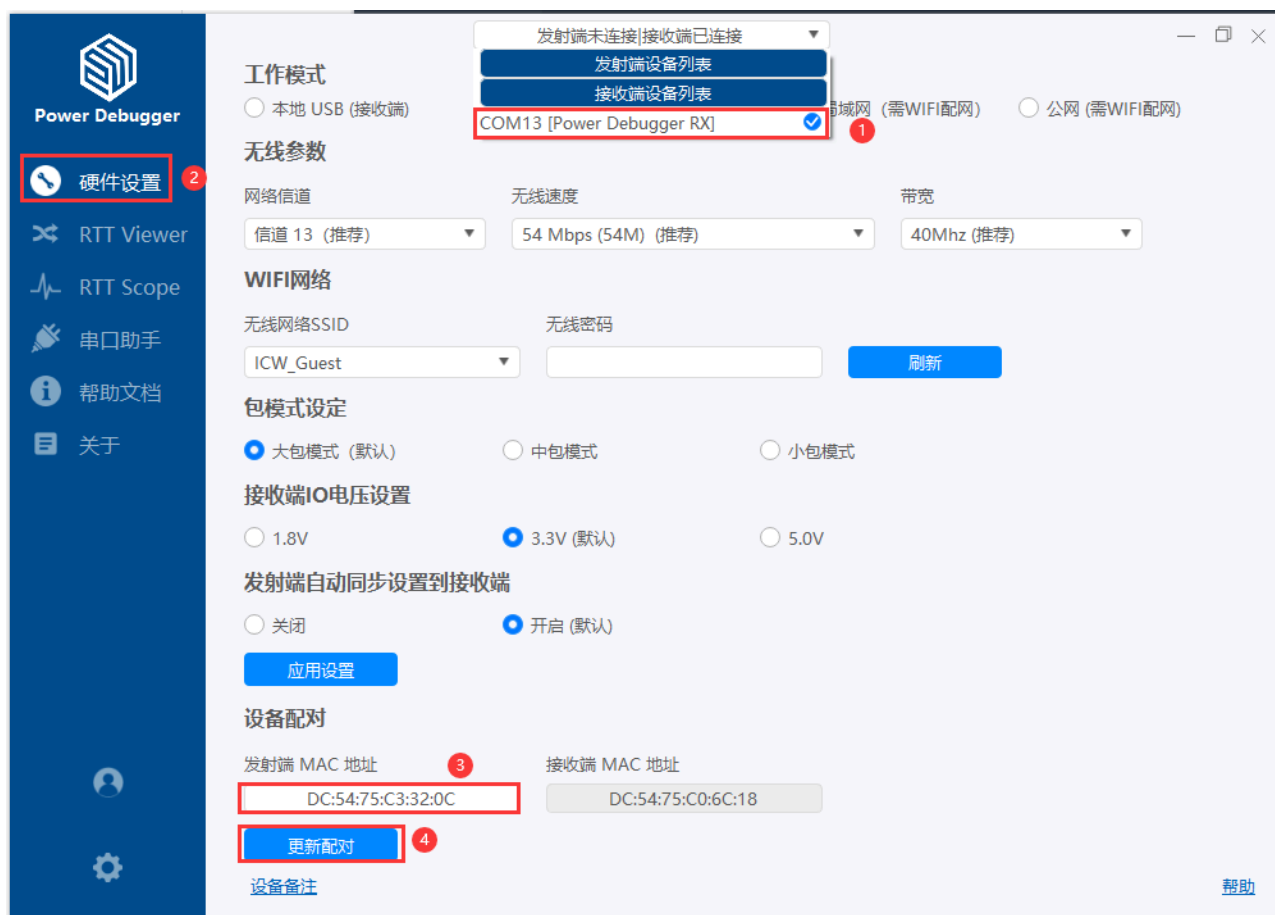 发射端未连接|接收端已连接
发射端设备列表
接收端设备列表
COM13 [Power Debugger RX]
1
Power Debugger
硬件设置
2
RTT Viewer
RTT Scope
串口助手
帮助文档
关于
工作模式
本地 USB (接收端)
域网 (需WIFI配网)
公网 (需WIFI配网)
无线参数
网络信道
无线速度
带宽
信道 13 (推荐)
54 Mbps (54M) (推荐)
40Mhz (推荐)
WIFI网络
无线网络SSID
无线密码
ICW_Guest
刷新
包模式设定
大包模式 (默认)
中包模式
小包模式
接收端IO电压设置
1.8V
3.3V (默认)
5.0V
发射端自动同步设置到接收端
关闭
开启 (默认)
应用设置
设备配对
发射端 MAC 地址
3
接收端 MAC 地址
DC:54:75:C3:32:0C
DC:54:75:C0:6C:18
更新配对
4
设备备注
帮助